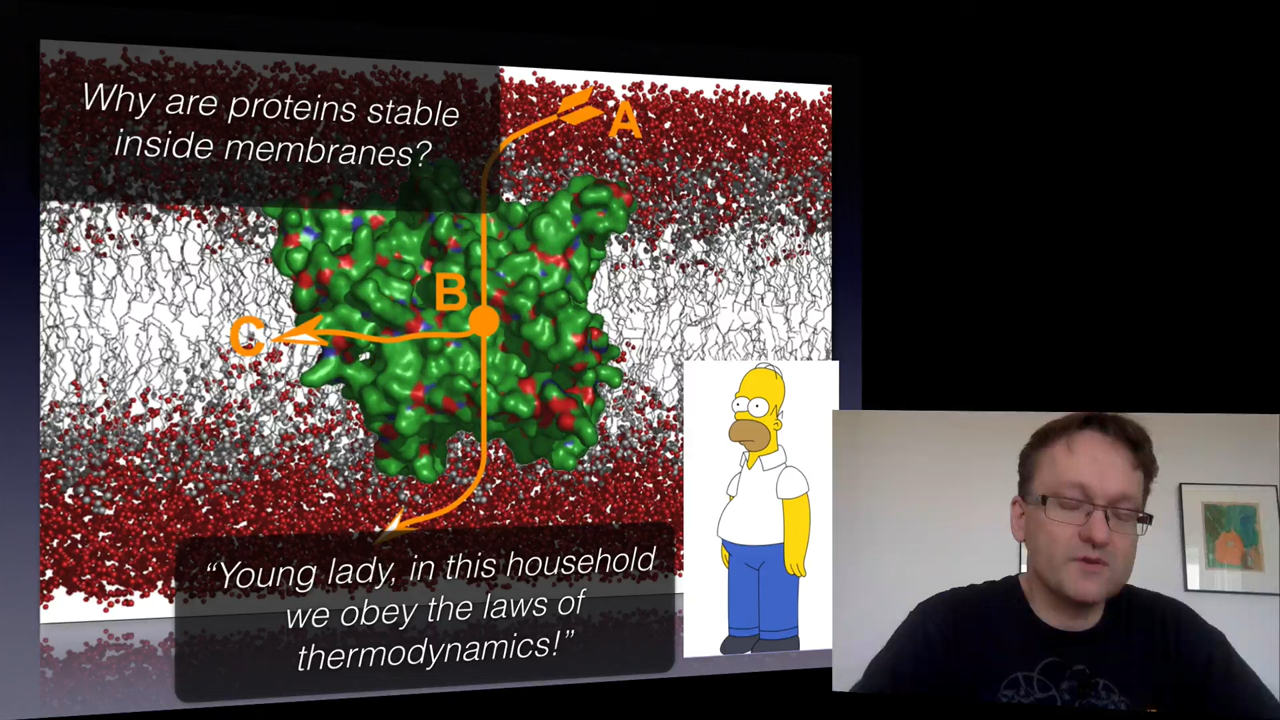 Why are proteins stable
inside membranes?
A
B
C
“Young lady, in this household
we obey the laws of
thermodynamics!”